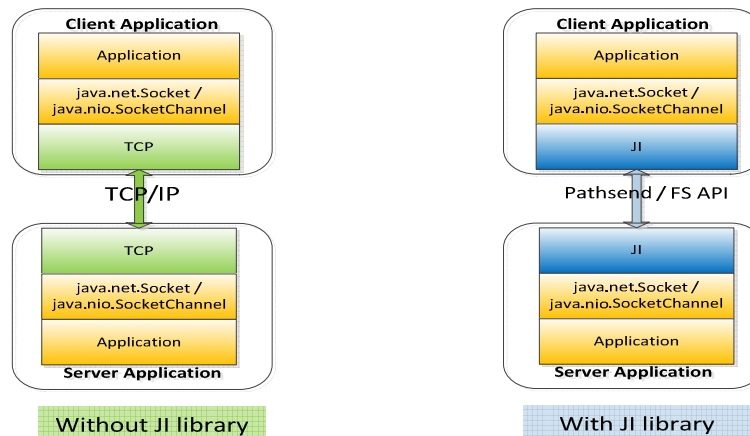 Client Application
Application
java.net.Socket /
java.nio.SocketChannel
TCP
TCP/IP
TCP
java.net.Socket /
java.nio.SocketChannel
Application
Server Application
Without JI library
Client Application
Application
java.net.Socket /
java.nio.SocketChannel
JI
Pathsend / FS API
JI
java.net.Socket /
java.nio.SocketChannel
Application
Server Application
With JI library